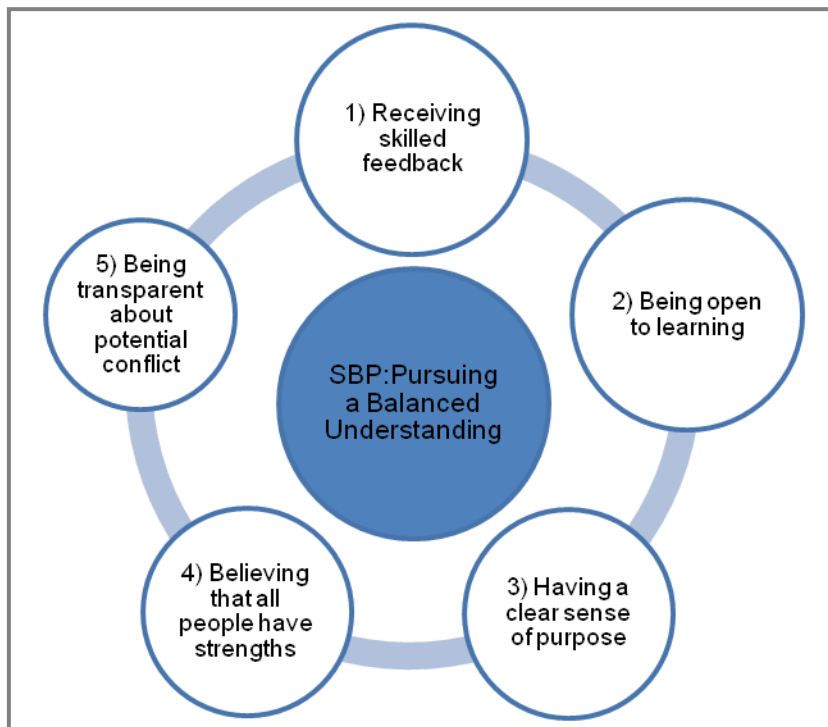 1) Receiving
skilled
feedback
2) Being open
to learning
3) Having a
clear sense
of purpose
4) Believing
that all
people have
strengths
5) Being
transparent
about
potential
conflict
SBP:Pursuing
a Balanced
Understanding